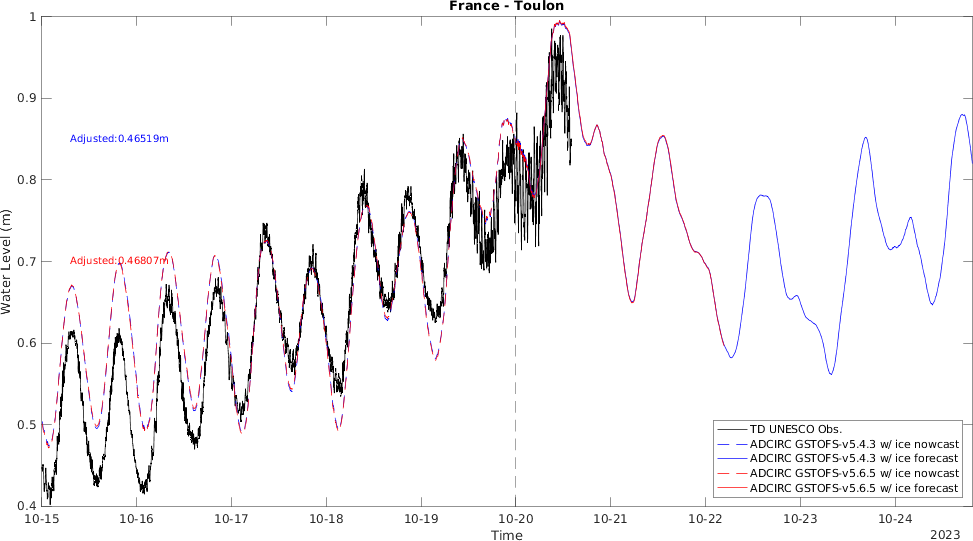 France - Toulon
1
0.9
0.8
0.7
0.6
0.5
0.4
Water Level (m)
Adjusted:0.46519m
Adjusted:0.46807m
TD UNESCO Obs.
ADCIRC GSTOFS-v5.4.3 w/ ice nowcast
ADCIRC GSTOFS-v5.4.3 w/ ice forecast
ADCIRC GSTOFS-v5.6.5 w/ ice nowcast
ADCIRC GSTOFS-v5.6.5 w/ ice forecast
10-15 10-16 10-17 10-18 10-19 10-20 10-21 10-22 10-23 10-24
Time
2023